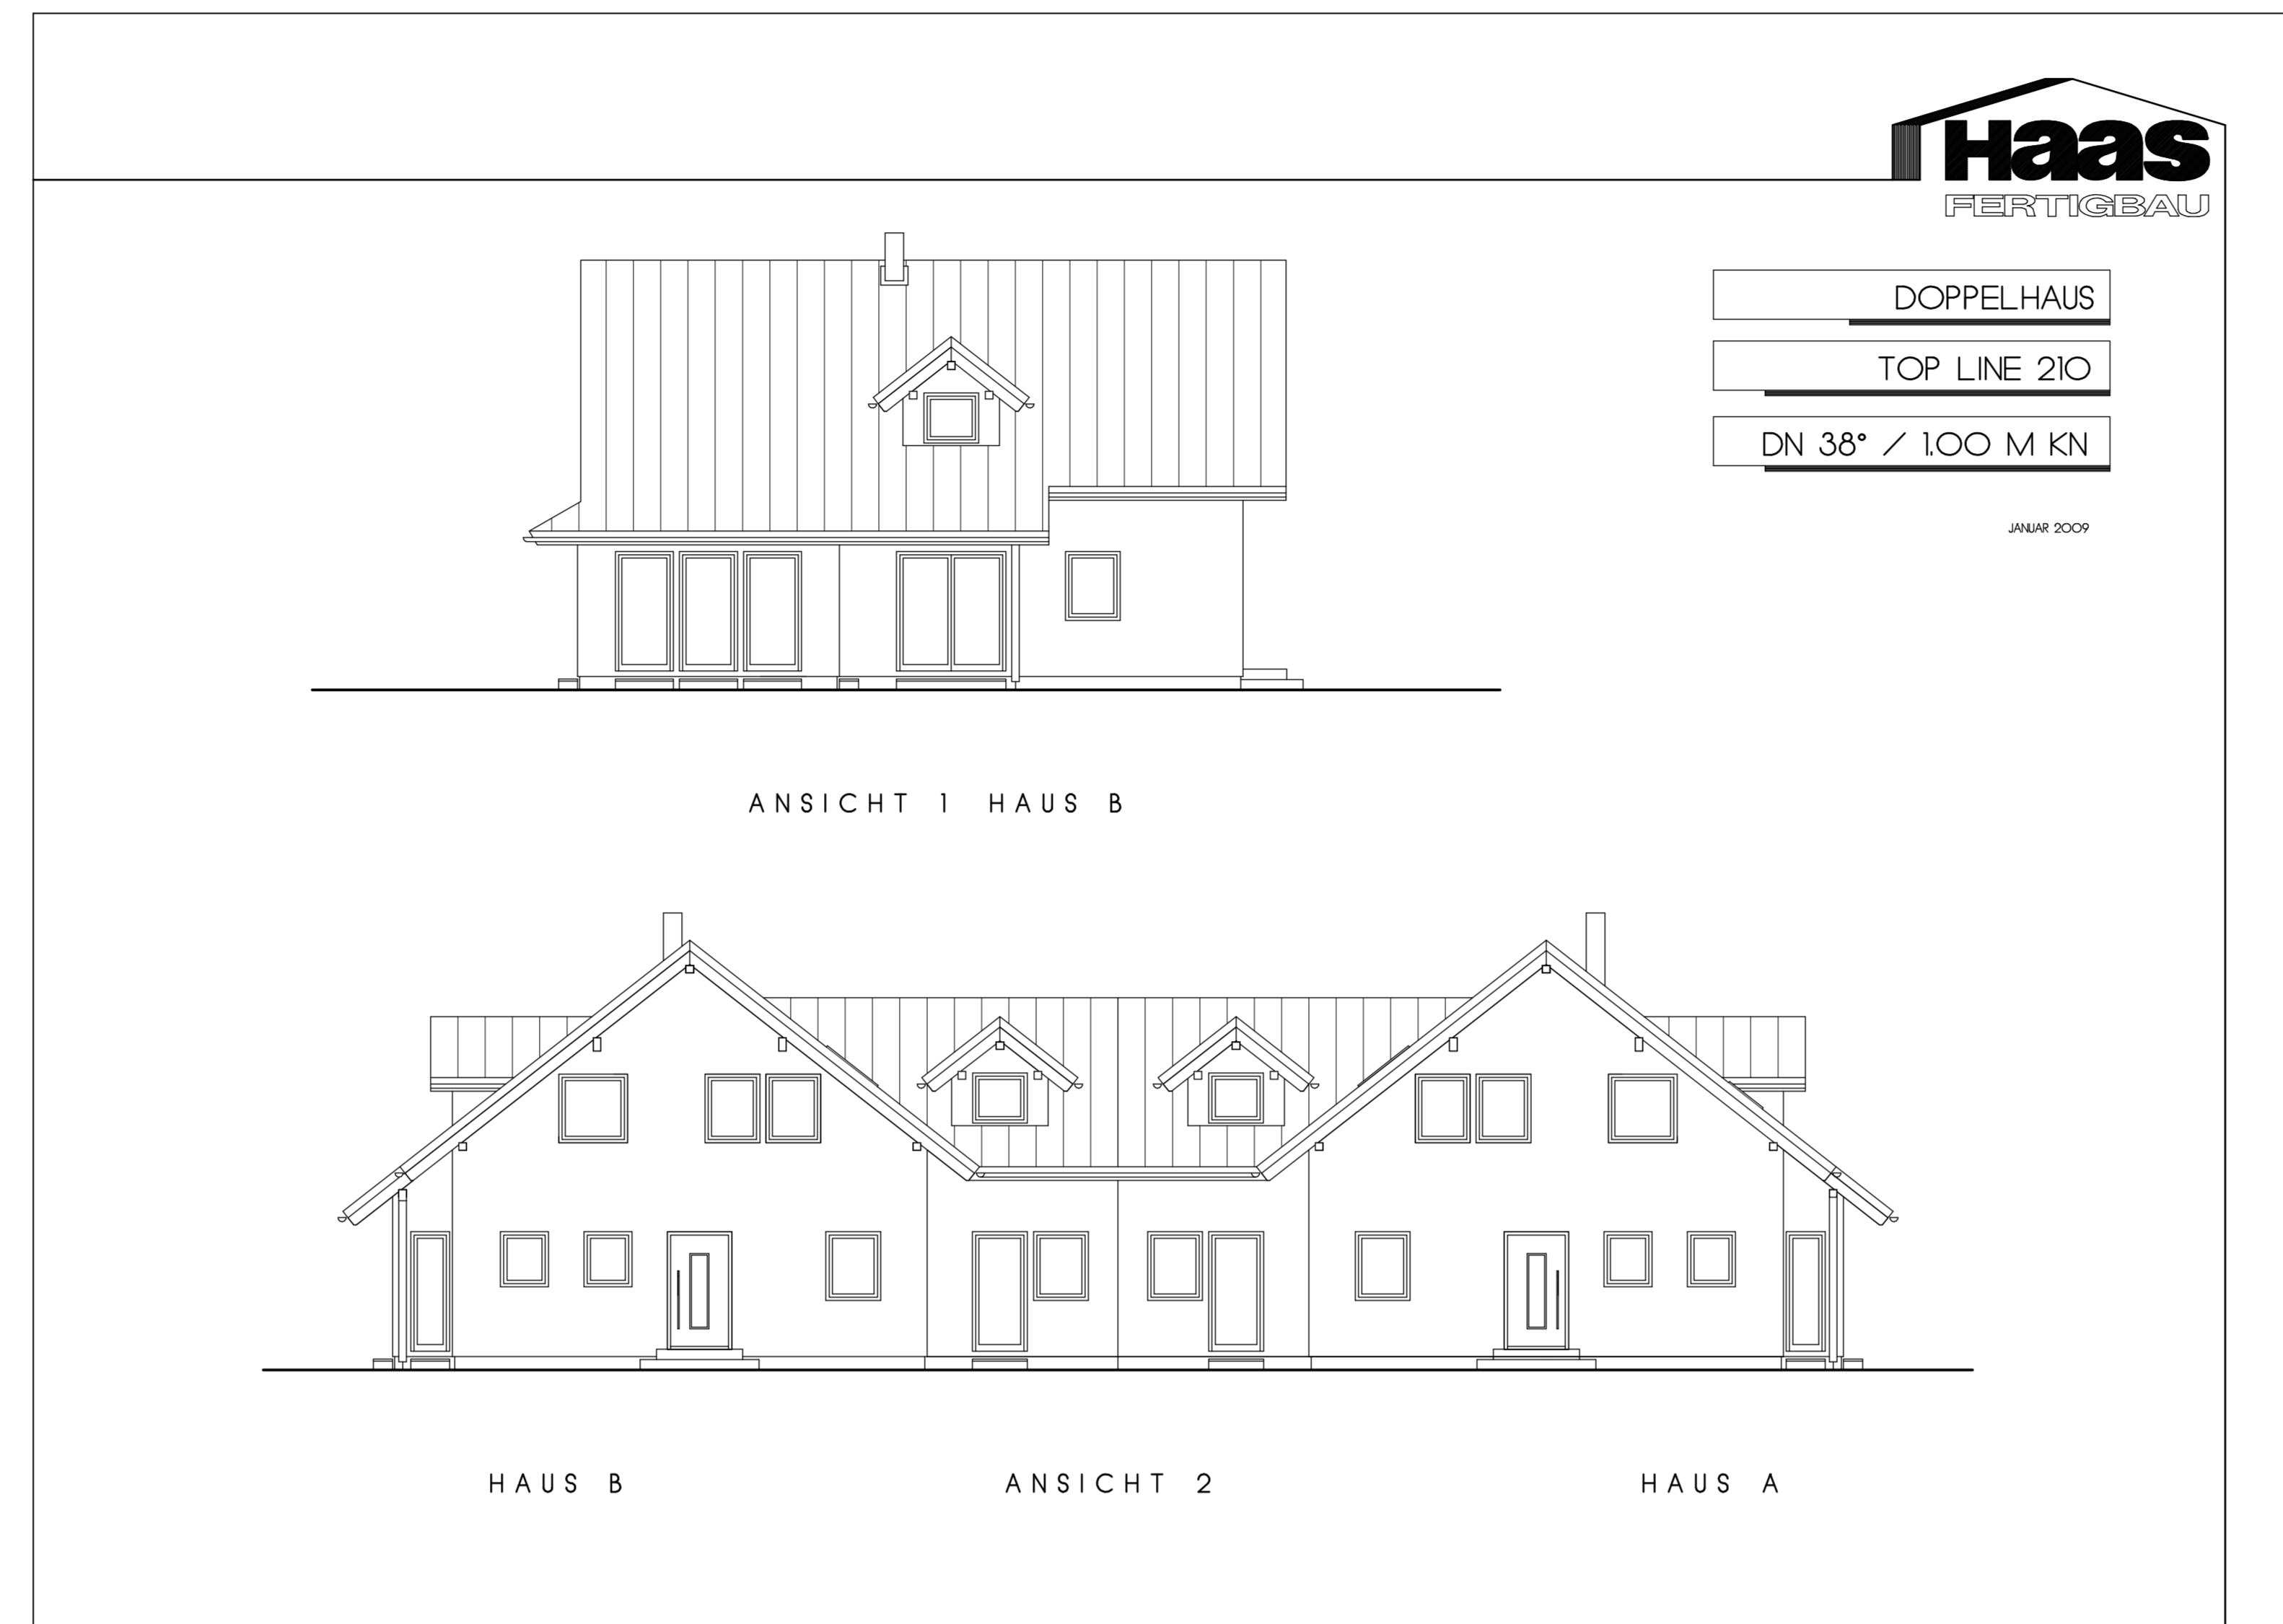 Haas
FERTIGBAU
DOPPELHAUS
TOP LINE 210
DN 38° / 1.00 M KN
JANUAR 2009
ANSICHT 1 HAUS B
HAUS B ANSICHT 2 HAUS A